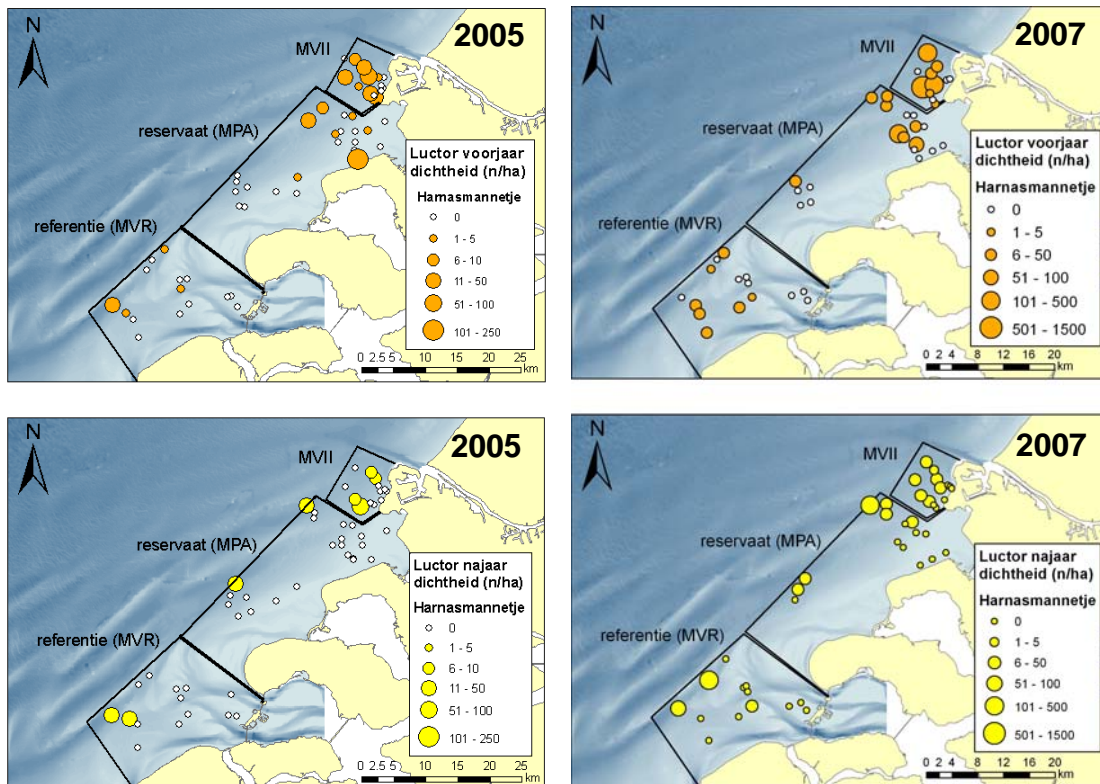 N
2005
MVII
reservaat (MPA)
referentie (MVR)
Luctor voorjaar
dichtheid (n/ha)
Harnasmannetje
0
1 - 5
6 - 10
11 - 50
51 - 100
101 - 250
0 2.5 5 10 15 20 25
km
N
2007
MVII
reservaat (MPA)
referentie (MVR)
Luctor voorjaar
dichtheid (n/ha)
Harnasmannetje
0
1 - 5
6 - 50
51 - 100
101 - 500
501 - 1500
0 2 4 8 12 16 20
km
N
2005
MVII
reservaat (MPA)
referentie (MVR)
Luctor najaar
dichtheid (n/ha)
Harnasmannetje
0
1 - 5
6 - 10
11 - 50
51 - 100
101 - 250
0 2.5 5 10 15 20 25
km
N
2007
MVII
reservaat (MPA)
referentie (MVR)
Luctor najaar
dichtheid (n/ha)
Harnasmannetje
0
1 - 5
6 - 50
51 - 100
101 - 500
501 - 1500
0 2 4 8 12 16 20
km